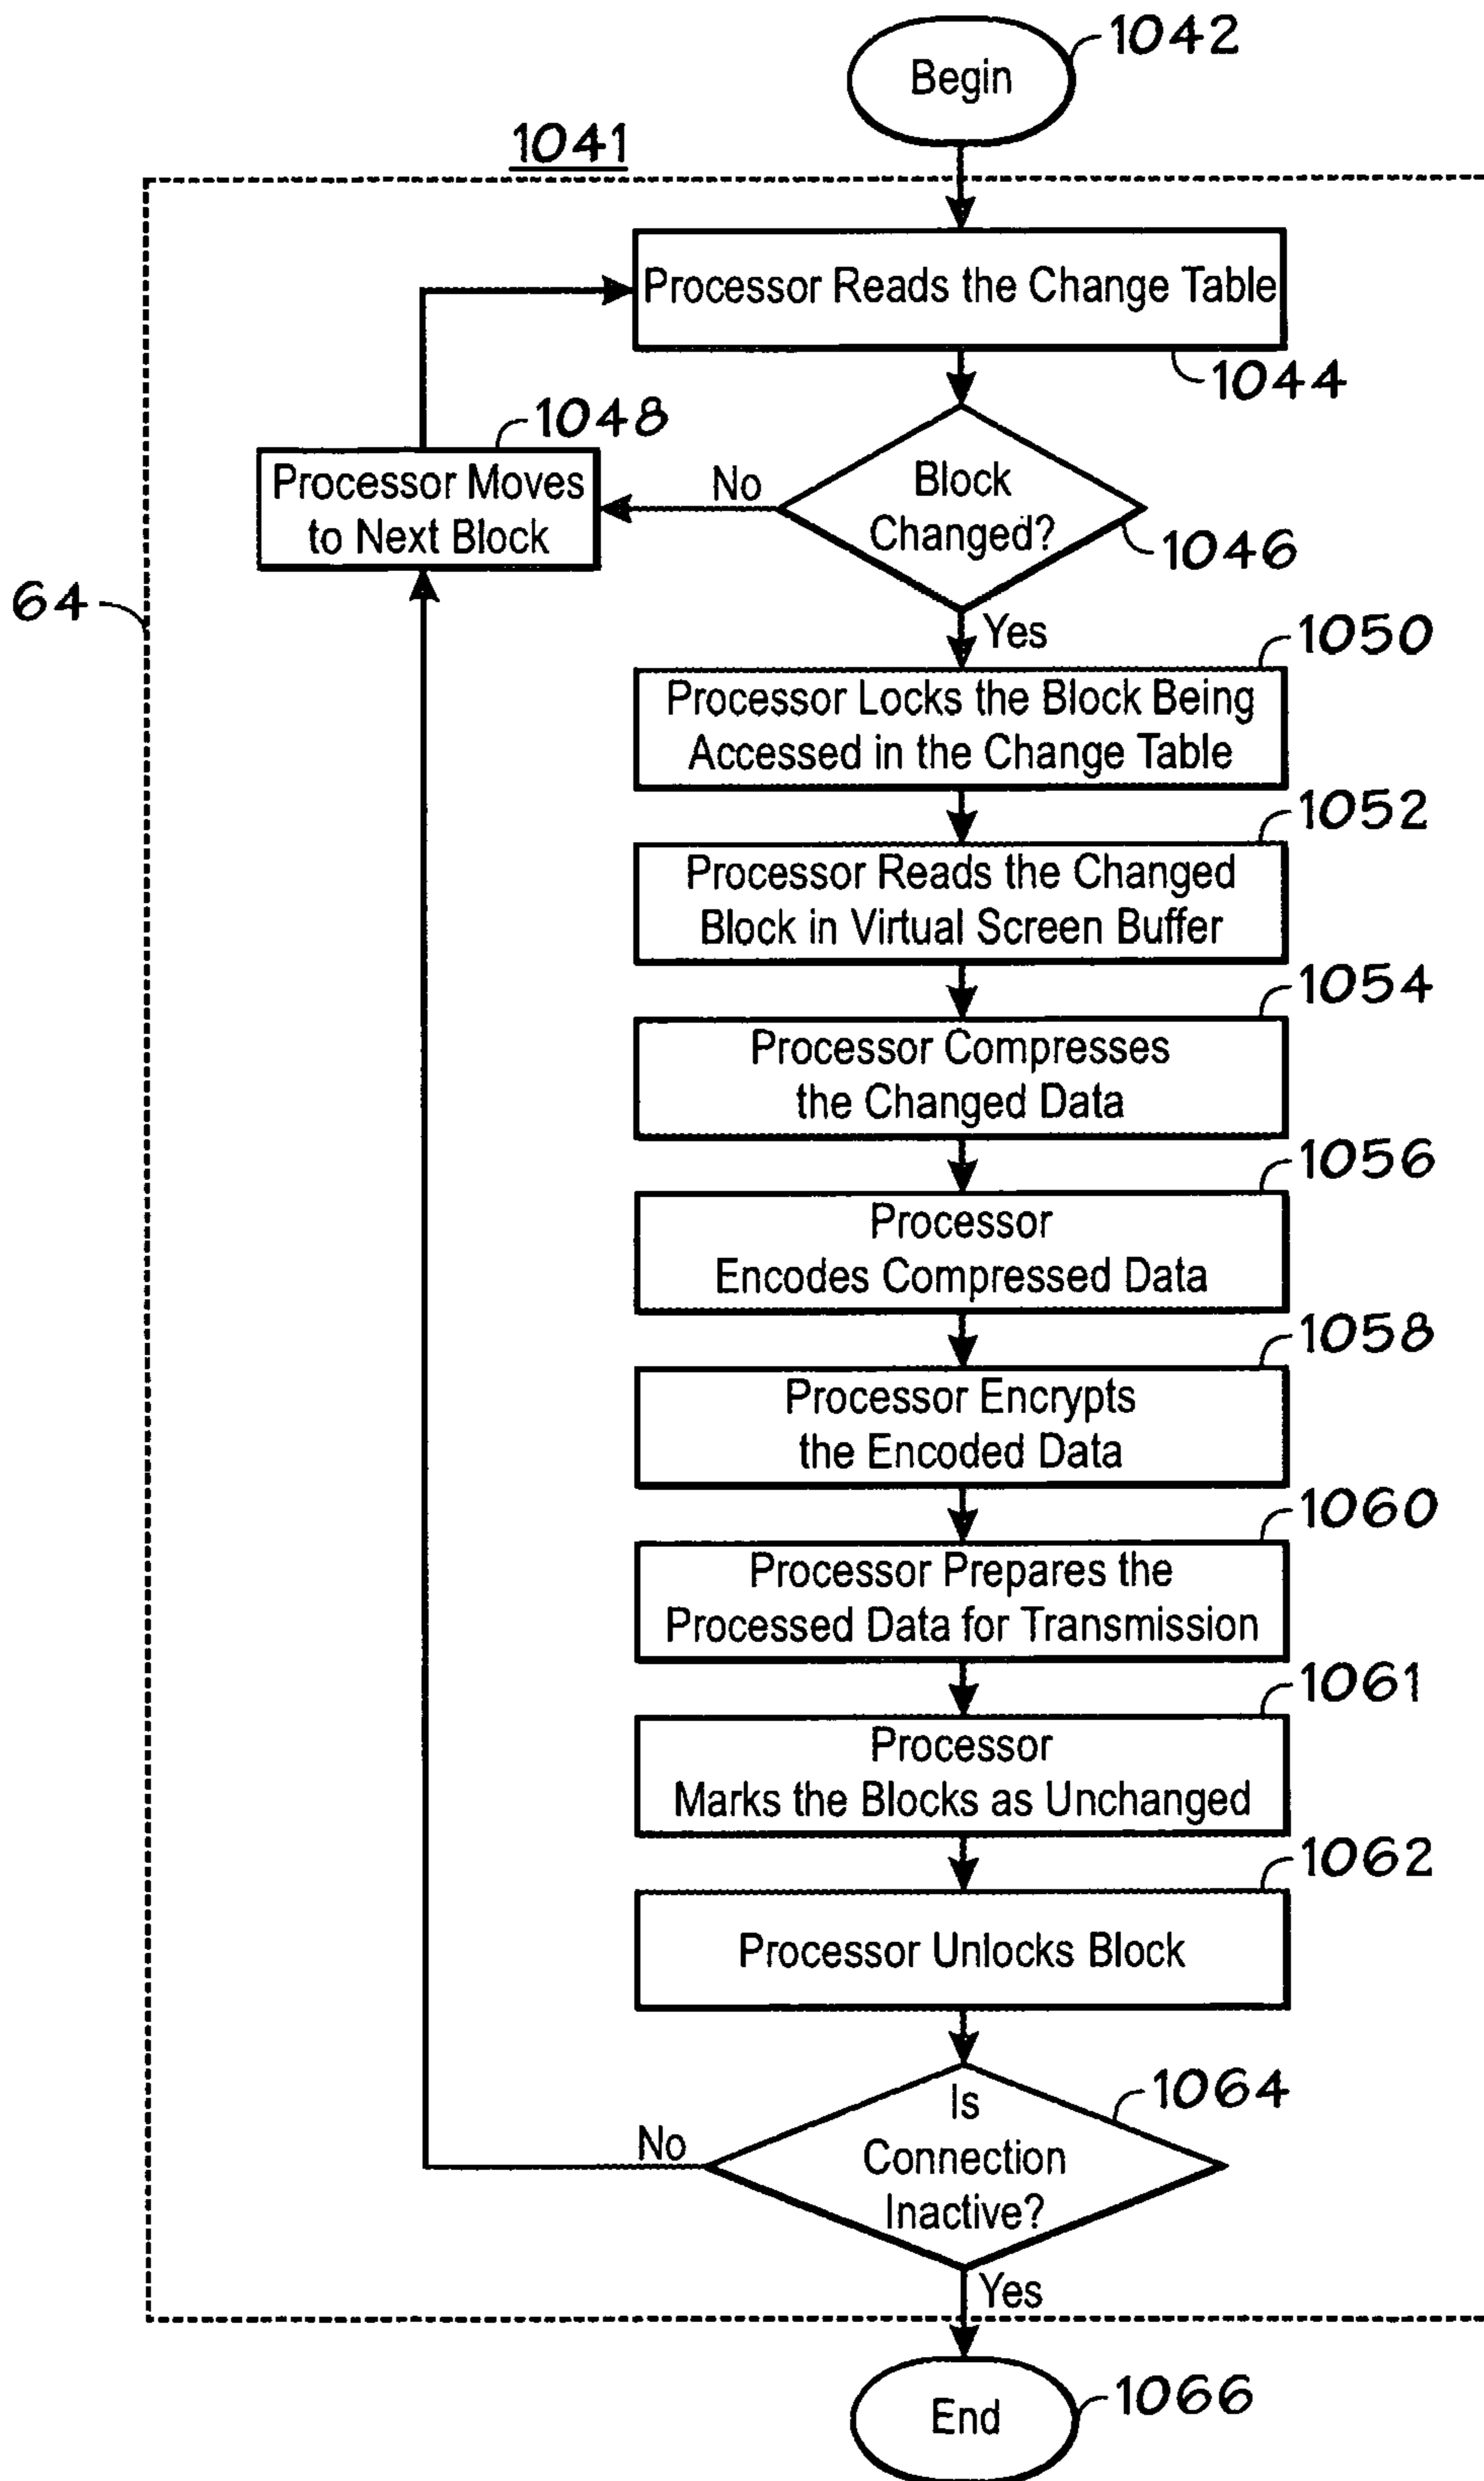 1042
Begin
1041
Processor Reads the Change Table
1044
1048
Processor Moves
to Next Block
No
Block
Changed?
1046
64
Yes
1050
Processor Locks the Block Being
Accessed in the Change Table
1052
Processor Reads the Changed
Block in Virtual Screen Buffer
1054
Processor Compresses
the Changed Data
1056
Processor
Encodes Compressed Data
1058
Processor Encrypts
the Encoded Data
1060
Processor Prepares the
Processed Data for Transmission
1061
Processor
Marks the Blocks as Unchanged
1062
Processor Unlocks Block
1064
No
Is
Connection
Inactive?
Yes
End
1066